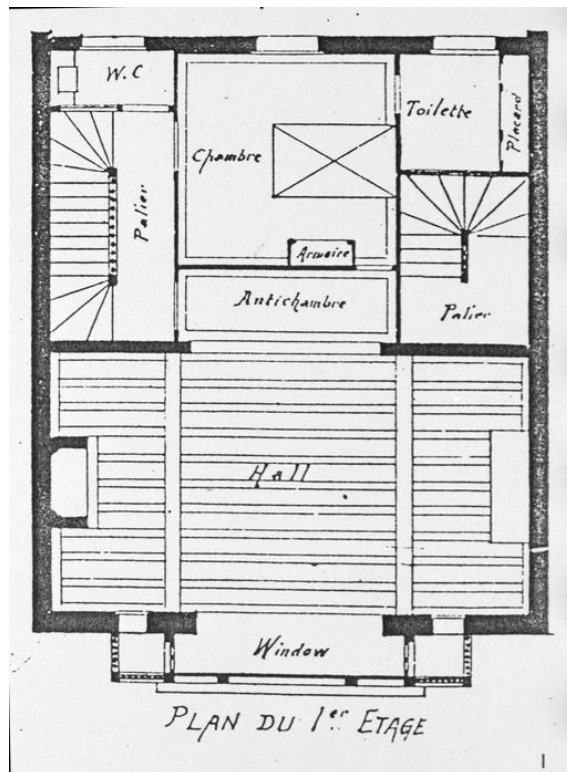 W.C
Toilette
Placard
Chambre
Palier
Armoire
Antichambre
Palier
Hall
Window
PLAN DU 1er ETAGE
1